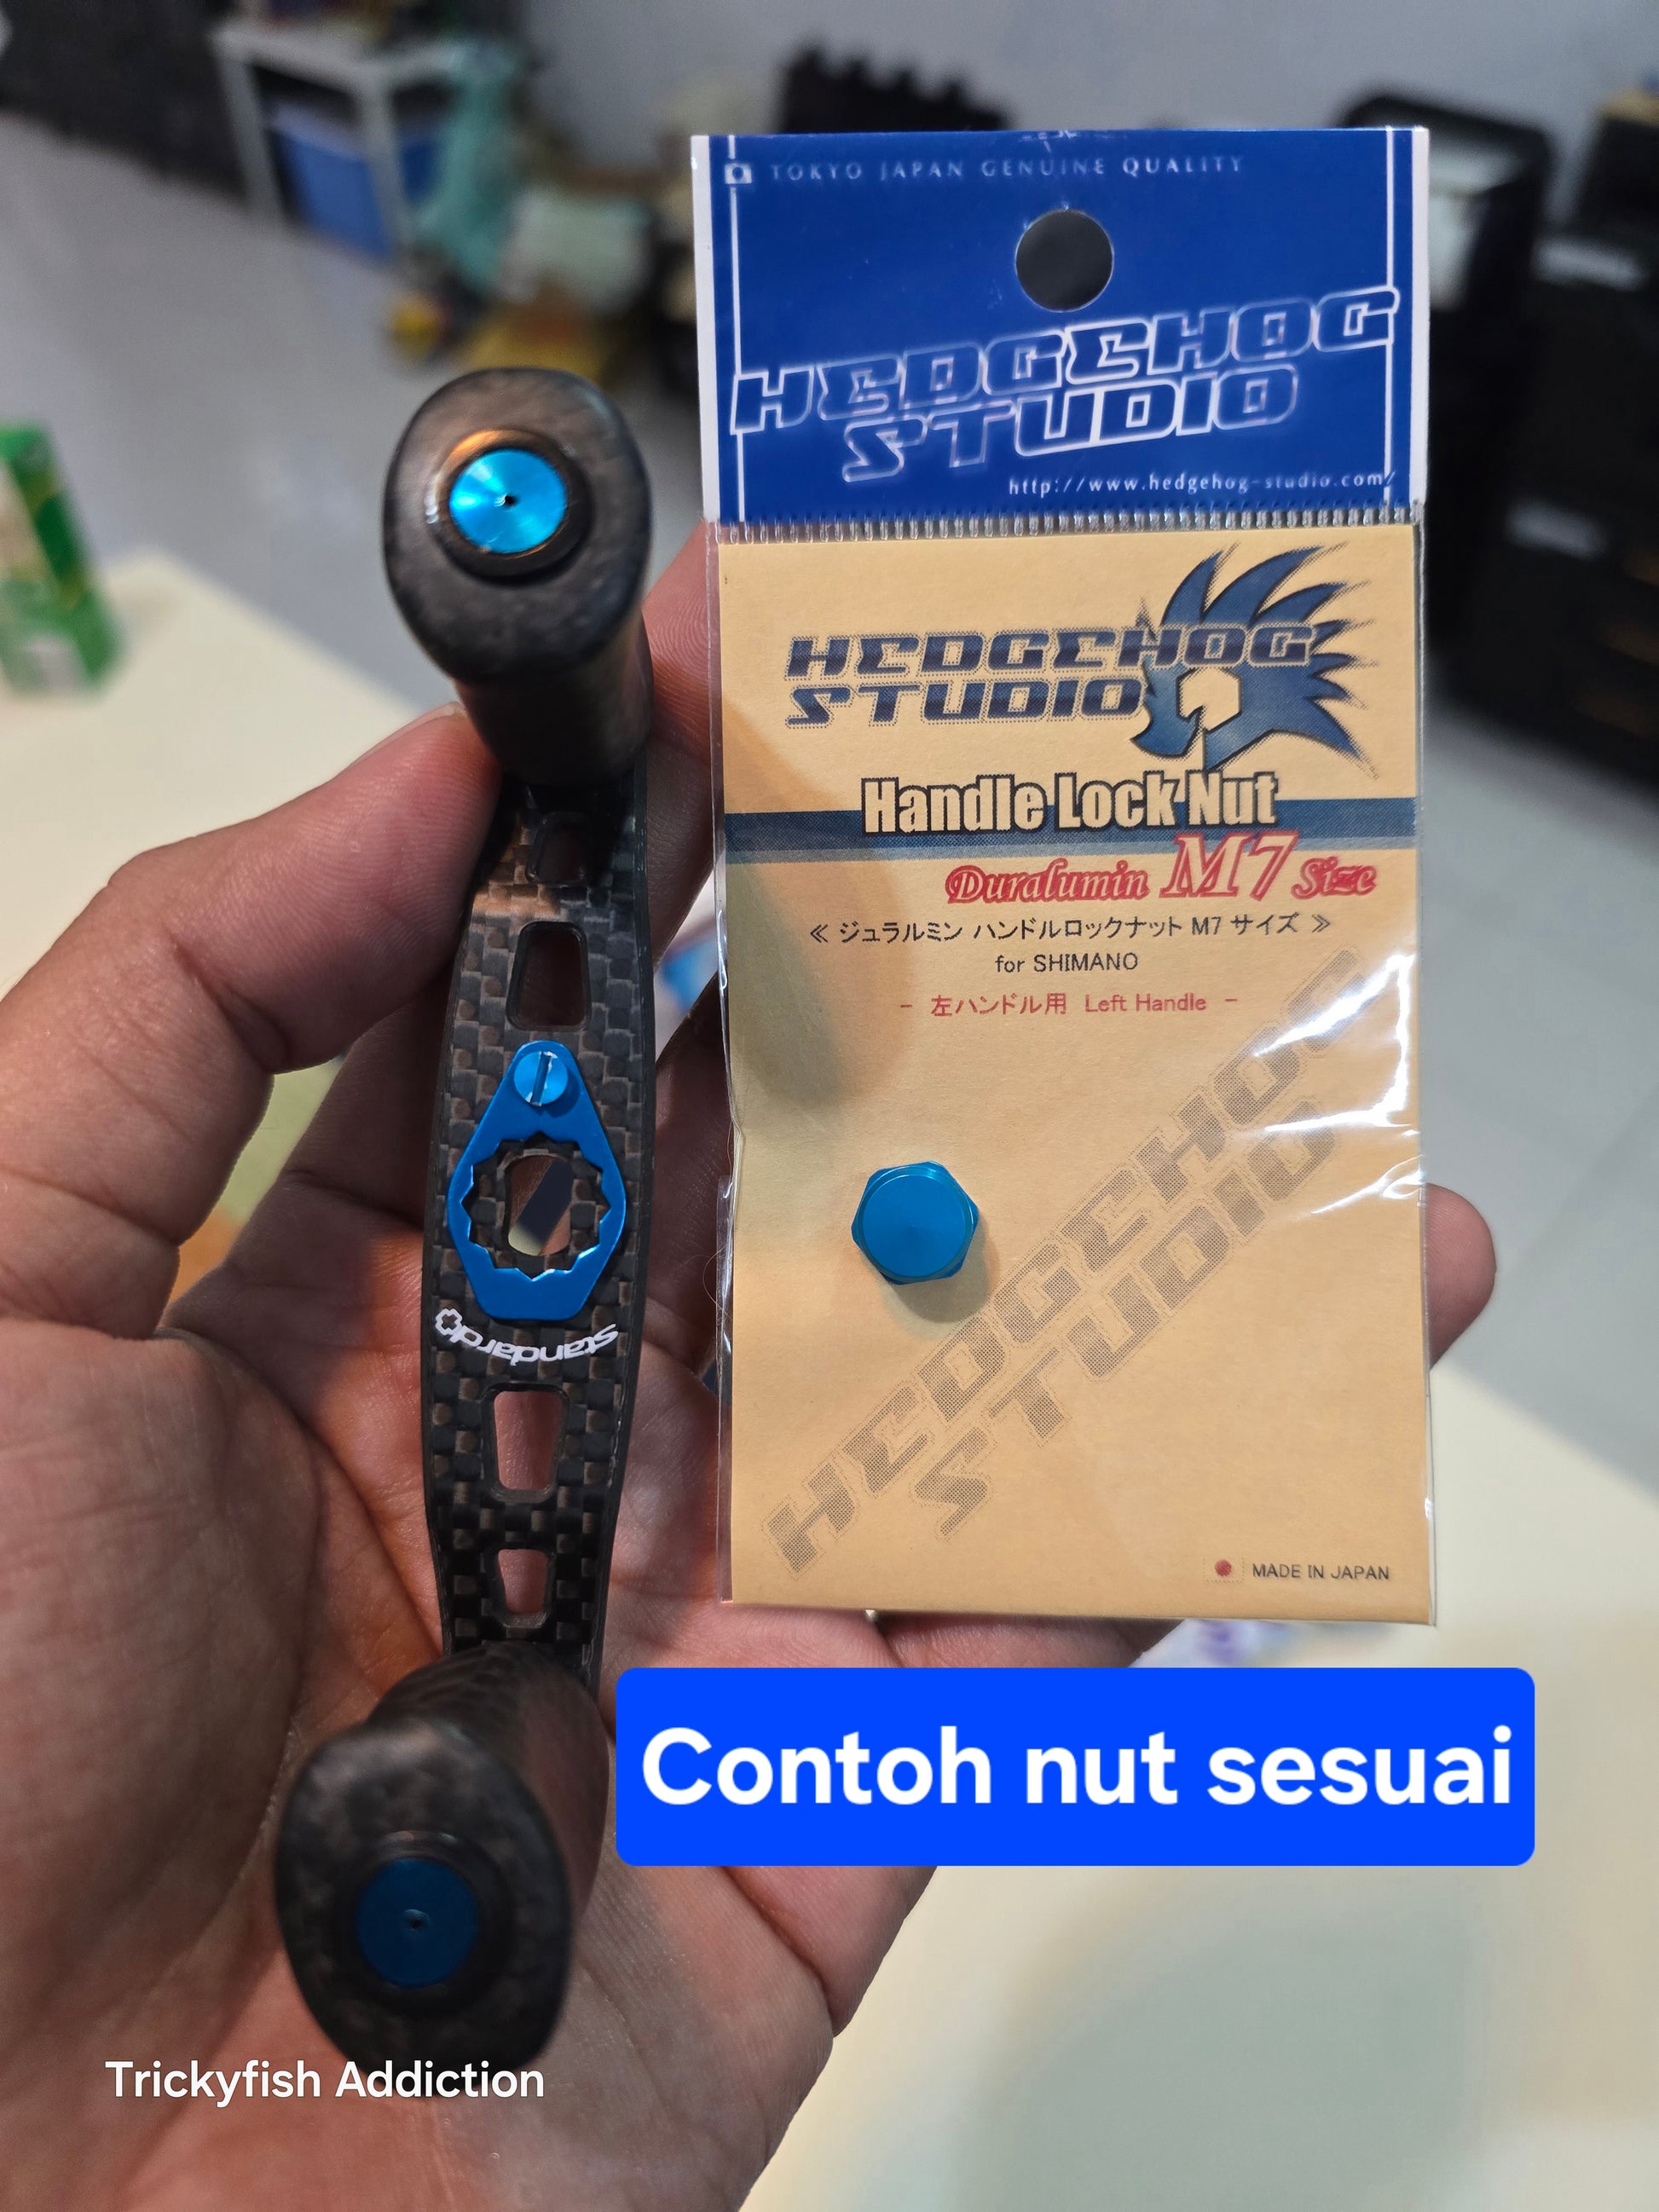 TOKYO JAPAN GENUINE QUALITY
HEDGEHOG
STUDIO
http://www.hedgehog-studio.com/
HEDGEHOG
STUDIO
Handle Lock Nut
Duralumin M7 Size
≪ ジュラルミン ハンドルロックナット M7 サイズ ≫
for SHIMANO
- 左ハンドル用 Left Handle -
HEDGEHOG
STUDIO
MADE IN JAPAN
standardo
Contoh nut sesuai
Trickyfish Addiction